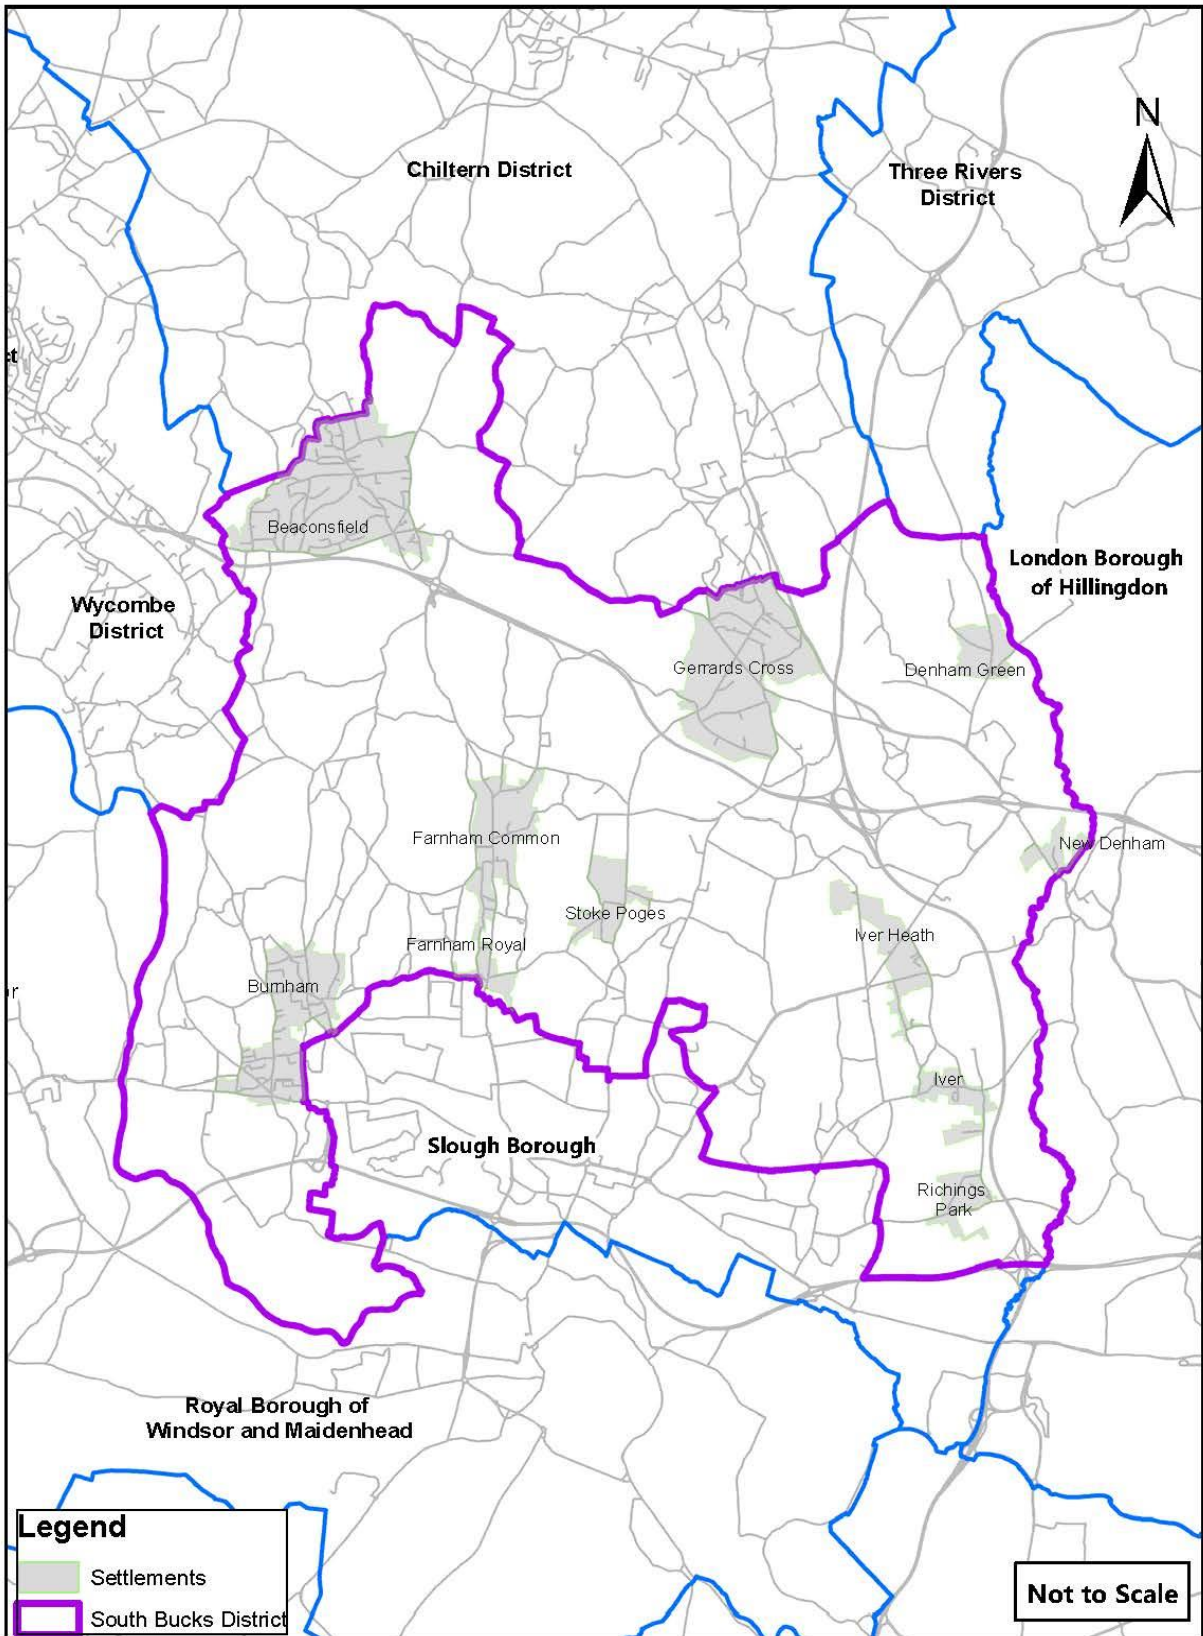 N
Chiltern District
Three Rivers
District
ct
Beaconsfield
London Borough
of Hillingdon
Wycombe
District
Gerrards Cross
Denham Green
Farnham Common
New Denham
Stoke Poges
Iver Heath
Farnham Royal
Burnham
or
Iver
Slough Borough
Richings
Park
Royal Borough of
Windsor and Maidenhead
Legend
Settlements
South Bucks District
Not to Scale